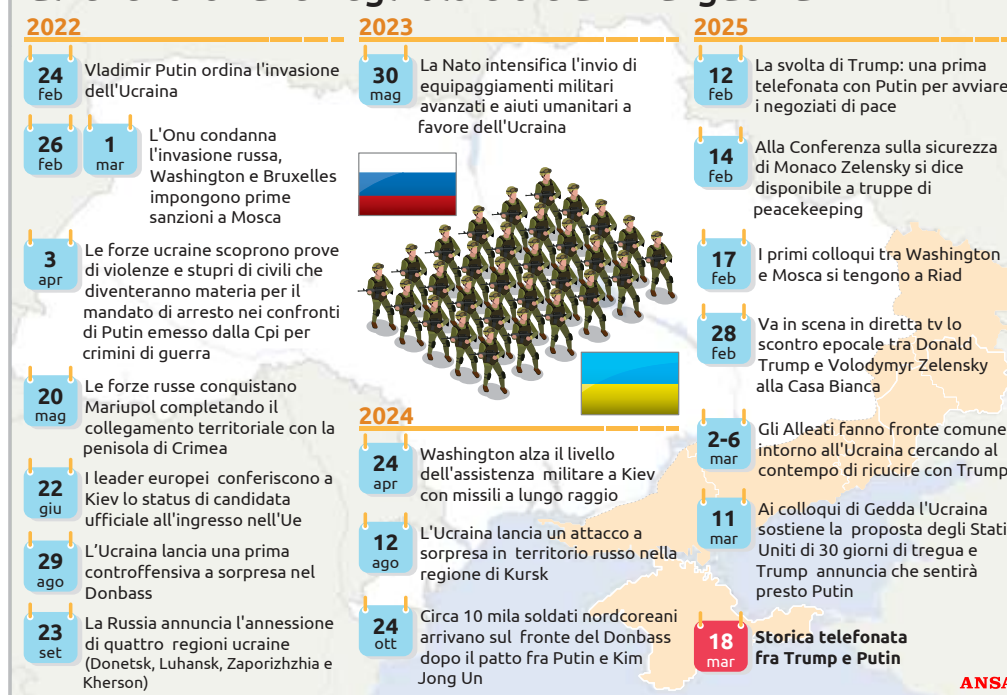 2022
24
feb
Vladimir Putin ordina l'invasione
dell'Ucraina
26
feb
1
mar
L'Onu condanna
l'invasione russa,
Washington e Bruxelles
impongono prime
sanzioni a Mosca
3
apr
Le forze ucraine scoprono prove
di violenze e stupri di civili che
diventeranno materia per il
mandato di arresto nei confronti
di Putin emesso dalla Cpi per
crimini di guerra
20
mag
Le forze russe conquistano
Mariupol completando il
collegamento territoriale con la
penisola di Crimea
22
giu
I leader europei conferiscono a
Kiev lo status di candidata
ufficiale all'ingresso nell'Ue
29
ago
L'Ucraina lancia una prima
controffensiva a sorpresa nel
Donbass
23
set
La Russia annuncia l'annessione
di quattro regioni ucraine
(Donetsk, Luhansk, Zaporizhzhia e
Kherson)
2023
30
mag
La Nato intensifica l'invio di
equipaggiamenti militari
avanzati e aiuti umanitari a
favore dell'Ucraina
2024
24
apr
Washington alza il livello
dell'assistenza militare a Kiev
con missili a lungo raggio
12
ago
L'Ucraina lancia un attacco a
sorpresa in territorio russo nella
regione di Kursk
24
ott
Circa 10 mila soldati nordcoreani
arrivano sul fronte del Donbass
dopo il patto fra Putin e Kim
Jong Un
2025
12
feb
La svolta di Trump: una prima
telefonata con Putin per avviare
i negoziati di pace
14
feb
Alla Conferenza sulla sicurezza
di Monaco Zelensky si dice
disponibile a truppe di
peacekeeping
17
feb
I primi colloqui tra Washington
e Mosca si tengono a Riad
28
feb
Va in scena in diretta tv lo
scontro epocale tra Donald
Trump e Volodymyr Zelensky
alla Casa Bianca
2-6
mar
Gli Alleati fanno fronte comune
intorno all'Ucraina cercando al
contempo di ricucire con Trump
11
mar
Ai colloqui di Gedda l'Ucraina
sostiene la proposta degli Stati
Uniti di 30 giorni di tregua e
Trump annuncia che sentirà
presto Putin
18
mar
Storica telefonata
fra Trump e Putin
ANSA